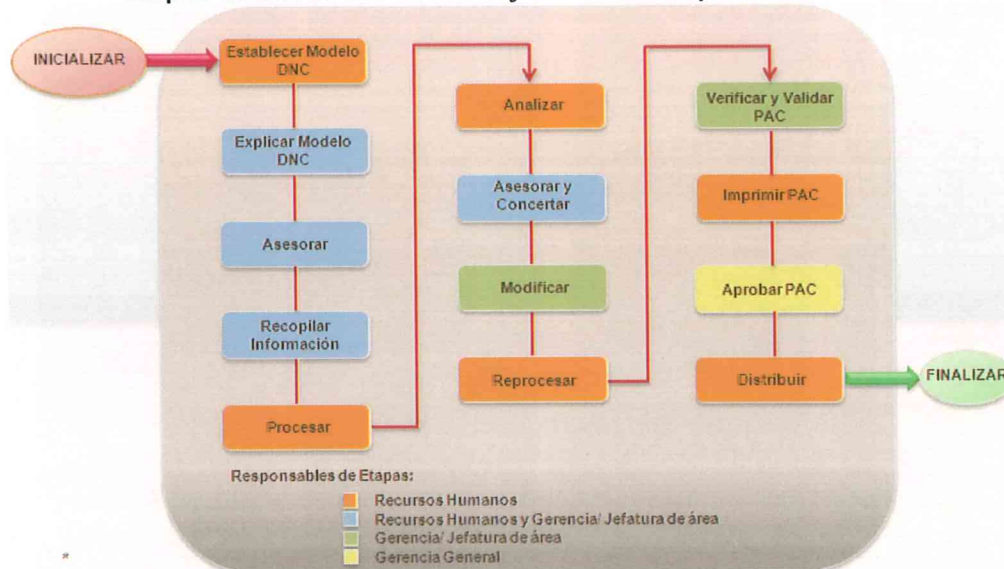 INICIALIZAR
Establecer Modelo
DNC
Explicar Modelo
DNC
Asesorar
Recopilar
Información
Procesar
Analizar
Asesorar y
Concertar
Modificar
Reprocesar
Verificar y Validar
PAC
Imprimir PAC
Aprobar PAC
Distribuir
FINALIZAR
Responsables de Etapas:
Recursos Humanos
Recursos Humanos y Gerencia/ Jefatura de área
Gerencia/ Jefatura de área
Gerencia General